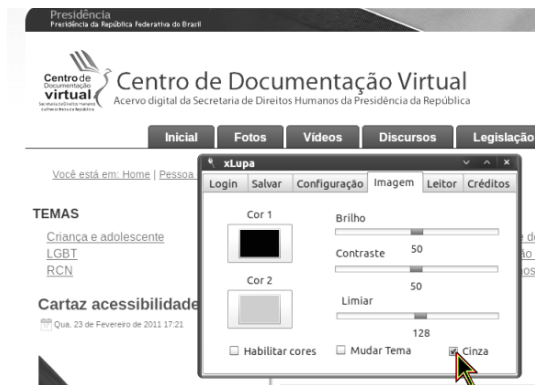 Presidência
Presidência da República Federativa do Brasil
Centro de
Documentação
virtual
Centro de Documentação Virtual
Acervo digital da Secretaria de Direitos Humanos da Presidência da República
Inicial Fotos Vídeos Discursos Legislação
Você está em: Home | Pessoa
xLupa
Login Salvar Configuração Imagem Leitor Créditos
TEMAS
Criança e adolescente
LGBT
RCN
Cor 1
Brilho
50
Contraste
50
Cor 2
Limiar
128
Habilitar cores Mudar Tema Cinza
Cartaz acessibilidade
Qua, 23 de Fevereiro de 2011 17:21